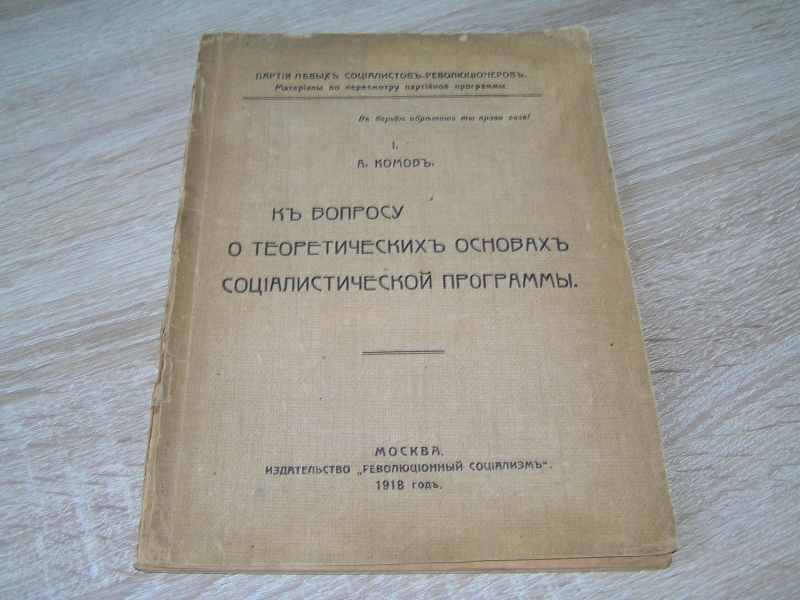 ПАРТІЯ ЛѢВЫХЪ СОЦІАЛИСТОВЪ-РЕВОЛЮЦІОНЕРОВЪ.
Матеріалы по пересмотру партійной программы.
Въ борьбѣ обрѣтешь ты право свое!
I.
А. КОМОВЪ.
КЪ ВОПРОСУ
О ТЕОРЕТИЧЕСКИХЪ ОСНОВАХЪ
СОЦІАЛИСТИЧЕСКОЙ ПРОГРАММЫ.
МОСКВА.
ИЗДАТЕЛЬСТВО „РЕВОЛЮЦІОННЫЙ СОЦІАЛИЗМЪ“.
1918 годъ.